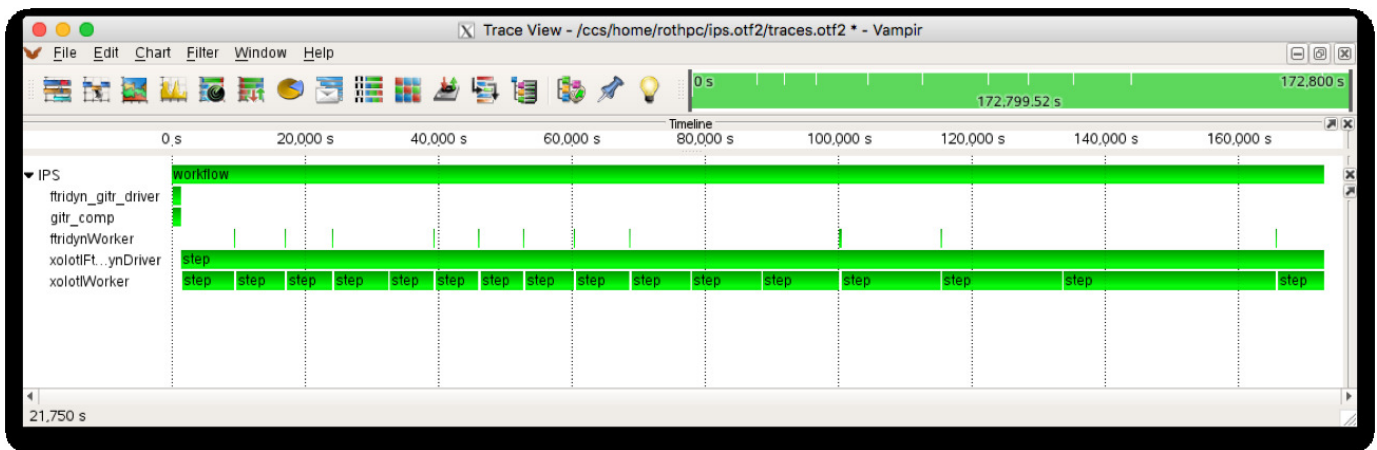 Trace View - /ccs/home/rothpc/ips.otf2/traces.otf2 * - Vampir
File Edit Chart Filter Window Help
0 s 172,800 s
172,799.52 s
Timeline
0 s 20,000 s 40,000 s 60,000 s 80,000 s 100,000 s 120,000 s 140,000 s 160,000 s
IPS workflow
ftridyn_gitr_driver
gitr_comp
ftridynWorker
xolotlFt...ynDriver step
xolotlWorker step step step step step step step step step step step step step step step step
21,750 s